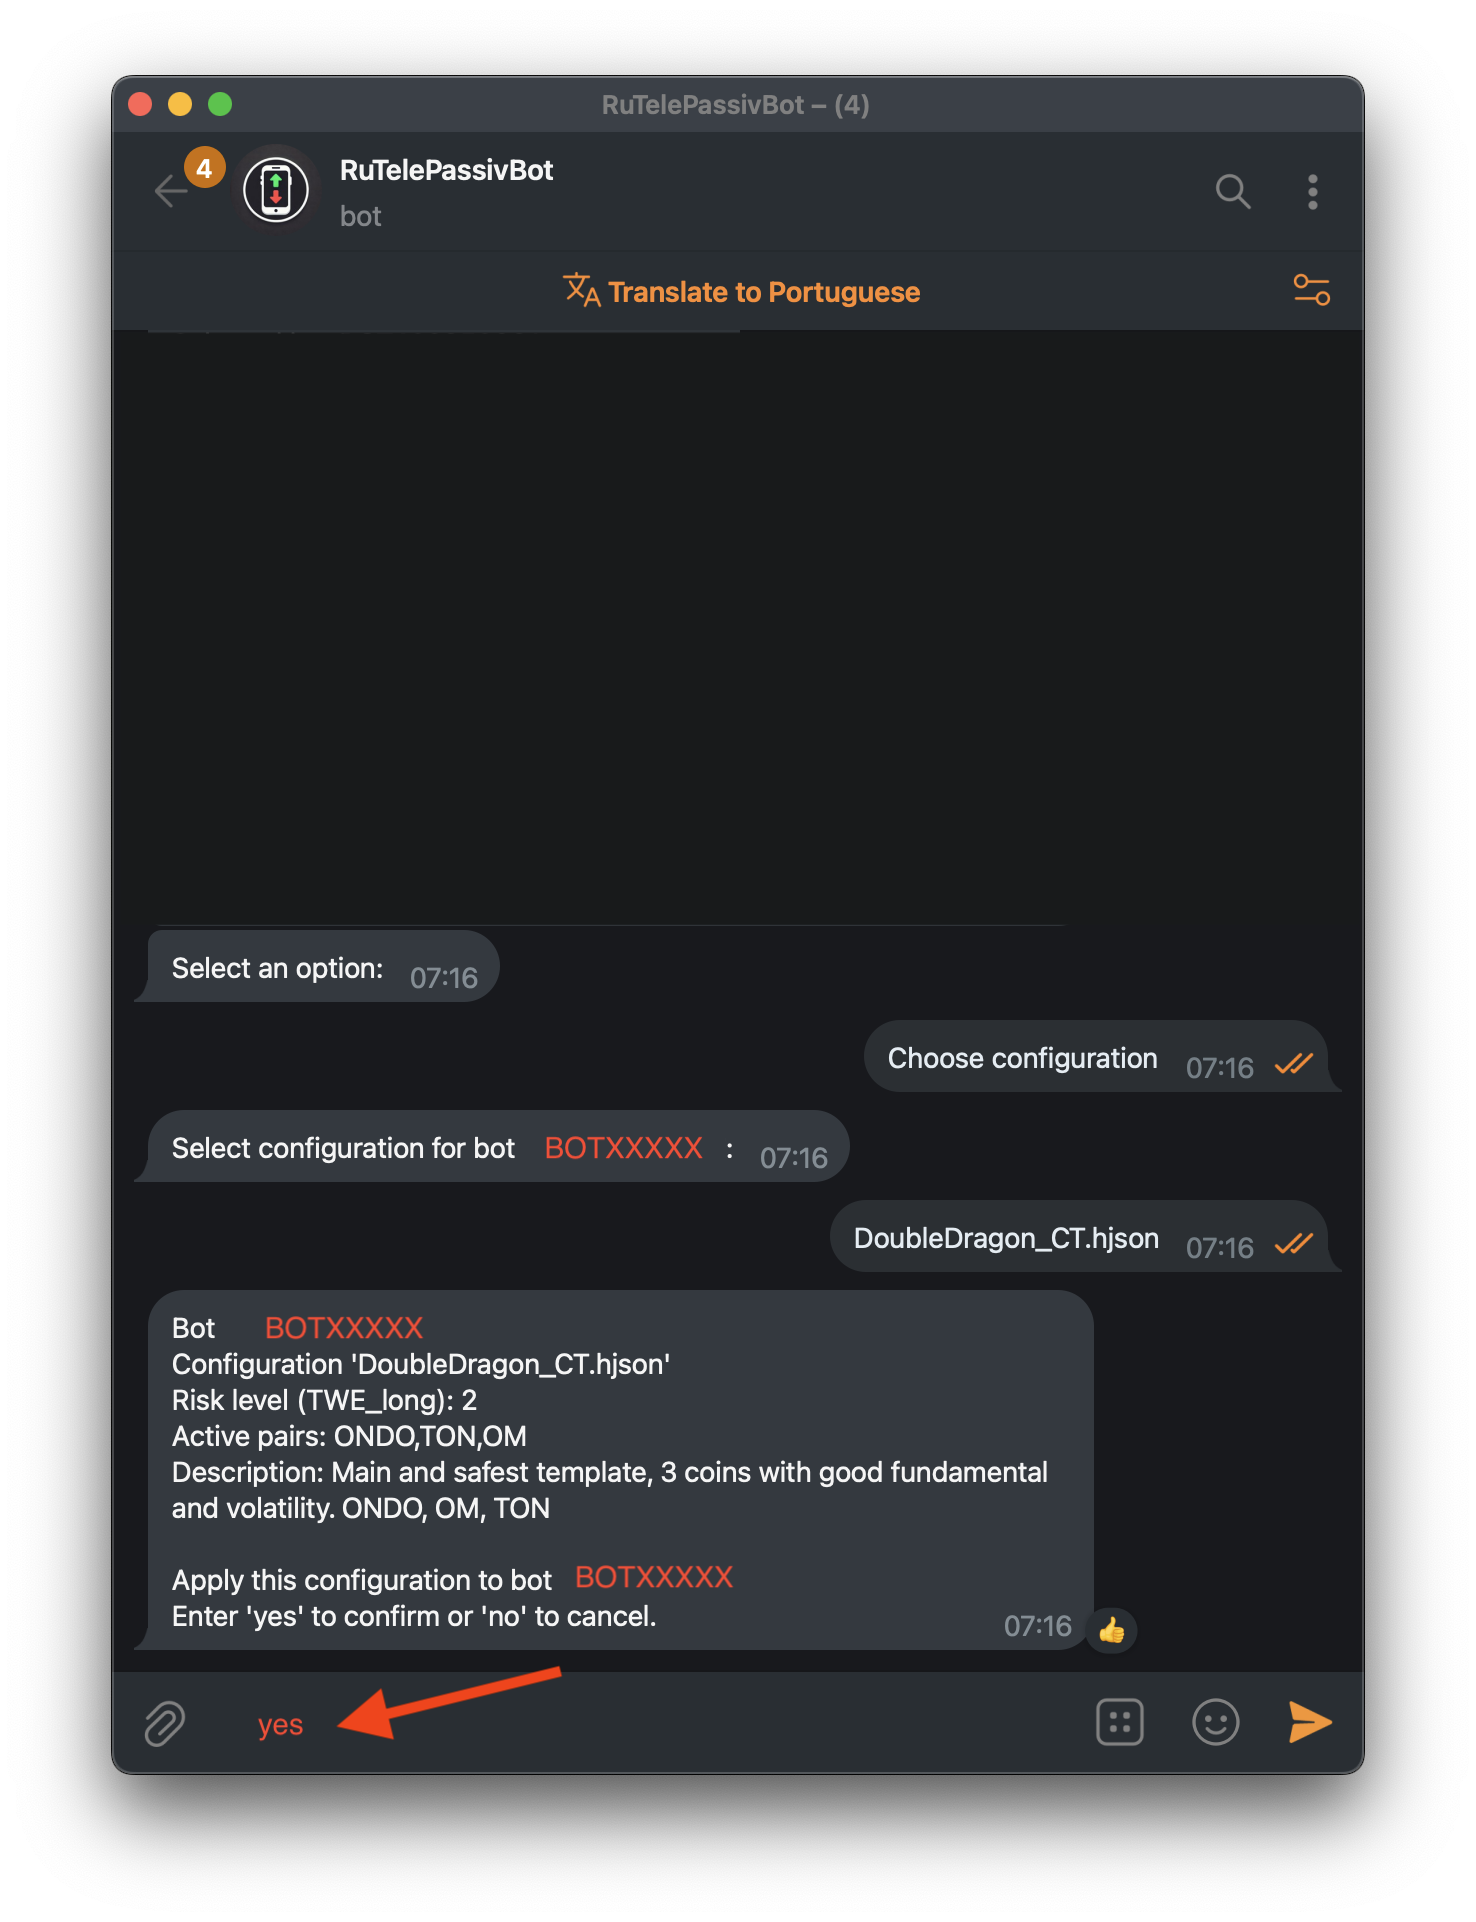 RuTelePassivBot – (4)
4
RuTelePassivBot
bot
Translate to Portuguese
Select an option: 07:16
Choose configuration 07:16
Select configuration for bot BOTXXXXX : 07:16
DoubleDragon_CT.hjson 07:16
Bot BOTXXXXX
Configuration 'DoubleDragon_CT.hjson'
Risk level (TWE_long): 2
Active pairs: ONDO,TON,OM
Description: Main and safest template, 3 coins with good fundamental
and volatility. ONDO, OM, TON
Apply this configuration to bot BOTXXXXX
Enter 'yes' to confirm or 'no' to cancel.
07:16
yes